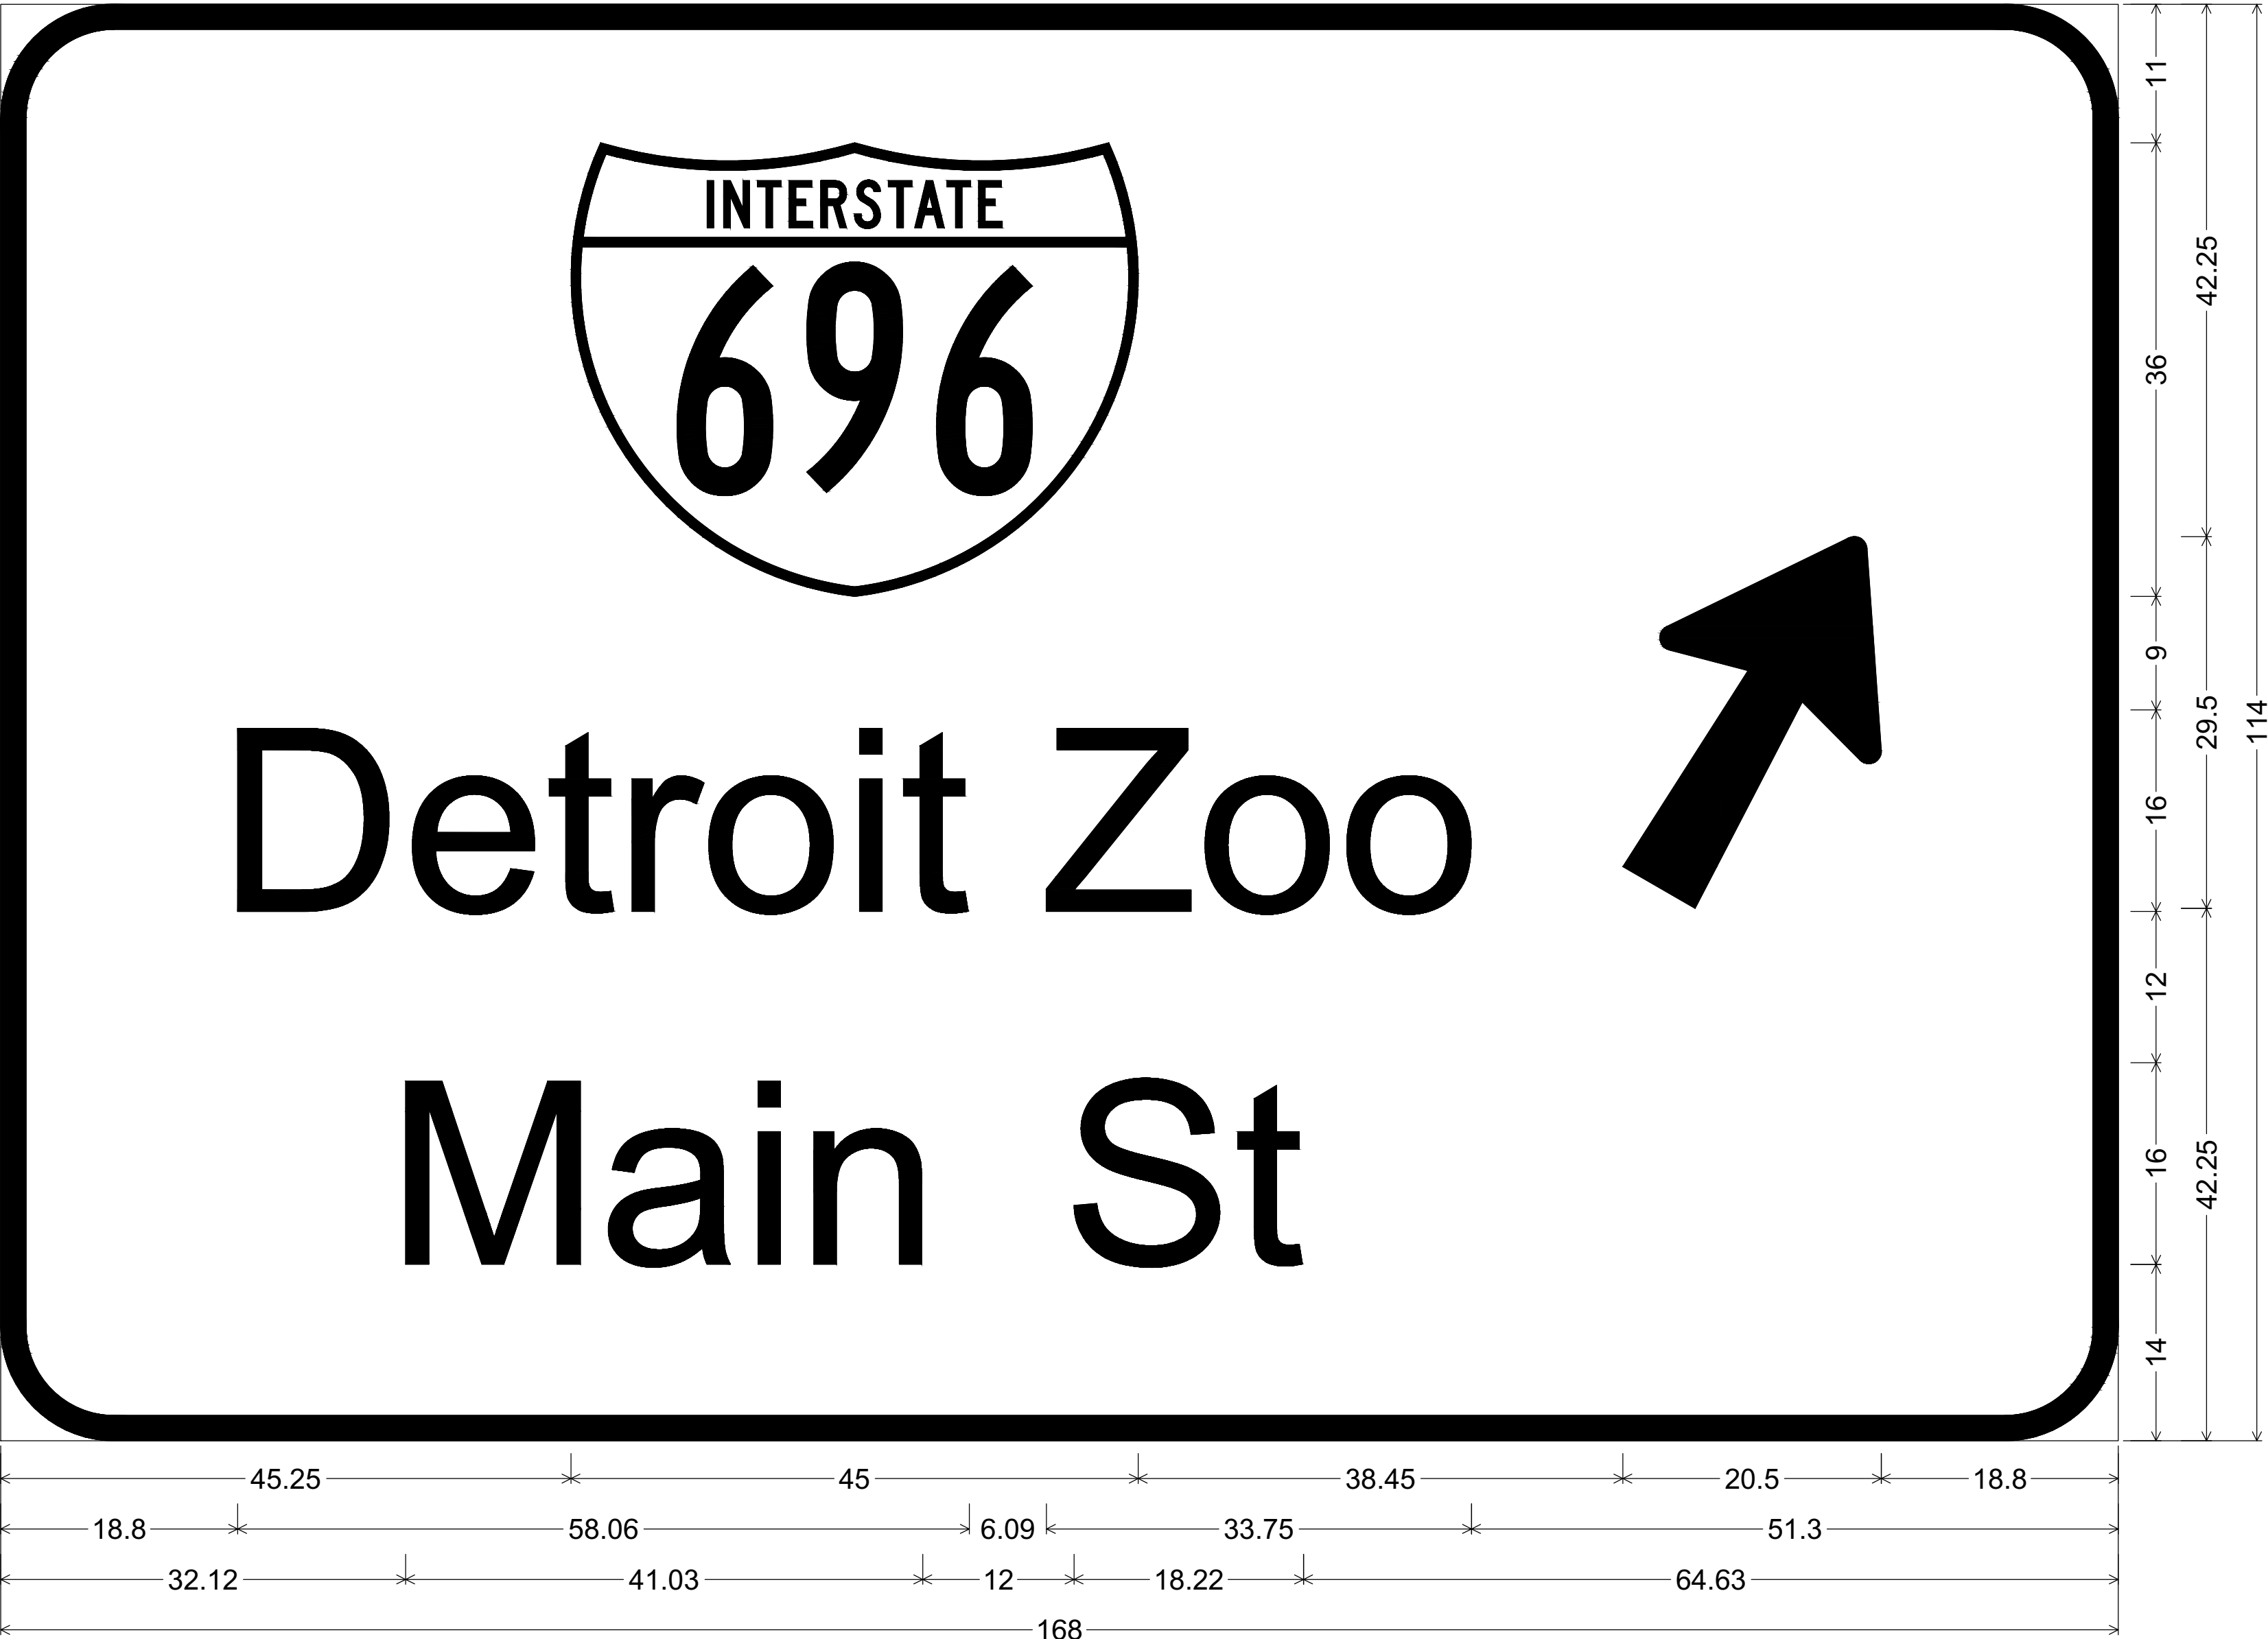 INTERSTATE
696
Detroit Zoo
Main St
11
36
9
16
12
16
14
42.25
29.5
42.25
114
45.25 45 38.45 20.5 18.8
18.8 58.06 6.09 33.75 51.3
32.12 41.03 12 18.22 64.63
168